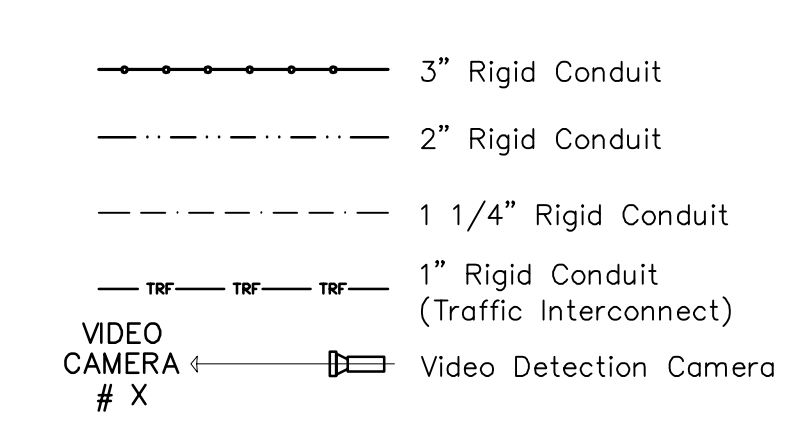 3” Rigid Conduit
2” Rigid Conduit
1 1/4” Rigid Conduit
TRF TRF TRF
1” Rigid Conduit
(Traffic Interconnect)
VIDEO
CAMERA
# X
Video Detection Camera